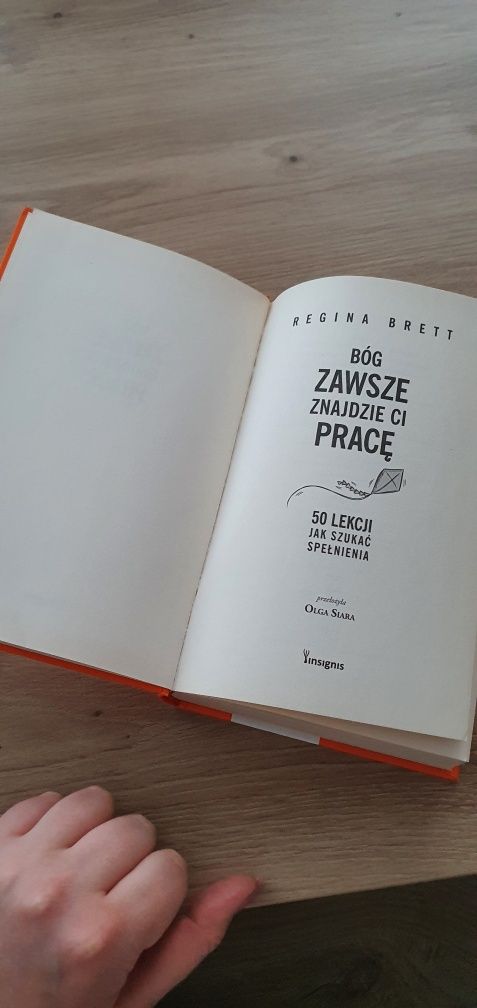 REGINA BRETT
BÓG
ZAWSZE
ZNAJDZIE CI
PRACĘ
50 LEKCJI
JAK SZUKAĆ
SPEŁNIENIA
przełożyła
OLGA SIARA
insignis